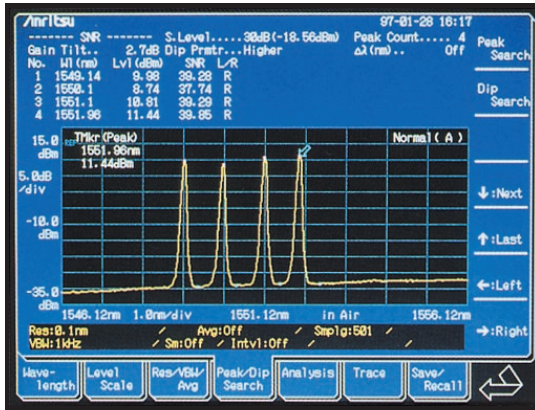 Anritsu 97-01-28 16:17
------- SNR ------- S.Level.....30dB(-18.56dBm) Peak Count..... 4
Gain Tilt.. 2.7dB Dip Prmtr...Higher Δλ(nm).. Off
No. Wl(nm) Lvl(dBm) SNR L/R
1 1549.14 9.98 39.28 R
2 1550.1 8.74 37.74 R
3 1551.1 10.81 39.29 R
4 1551.96 11.44 39.85 R
Peak
Search
Dip
Search
↓:Next
↑:Last
←:Left
→:Right
15.0 REF TMkr(Peak) Normal( A )
dBm 1551.96nm
11.44dBm
5.0dB
/div
-10.0
dBm
-35.0
dBm
1546.12nm 1.0nm/div 1551.12nm in Air 1556.12nm
Res:0.1nm / Avg:Off / Smplg:501 /
VBW:1kHz / Sm:Off / Intvl:Off / /
Wave-
length
Level
Scale
Res/VBW/
Avg
Peak/Dip
Search
Analysis
Trace
Save/
Recall